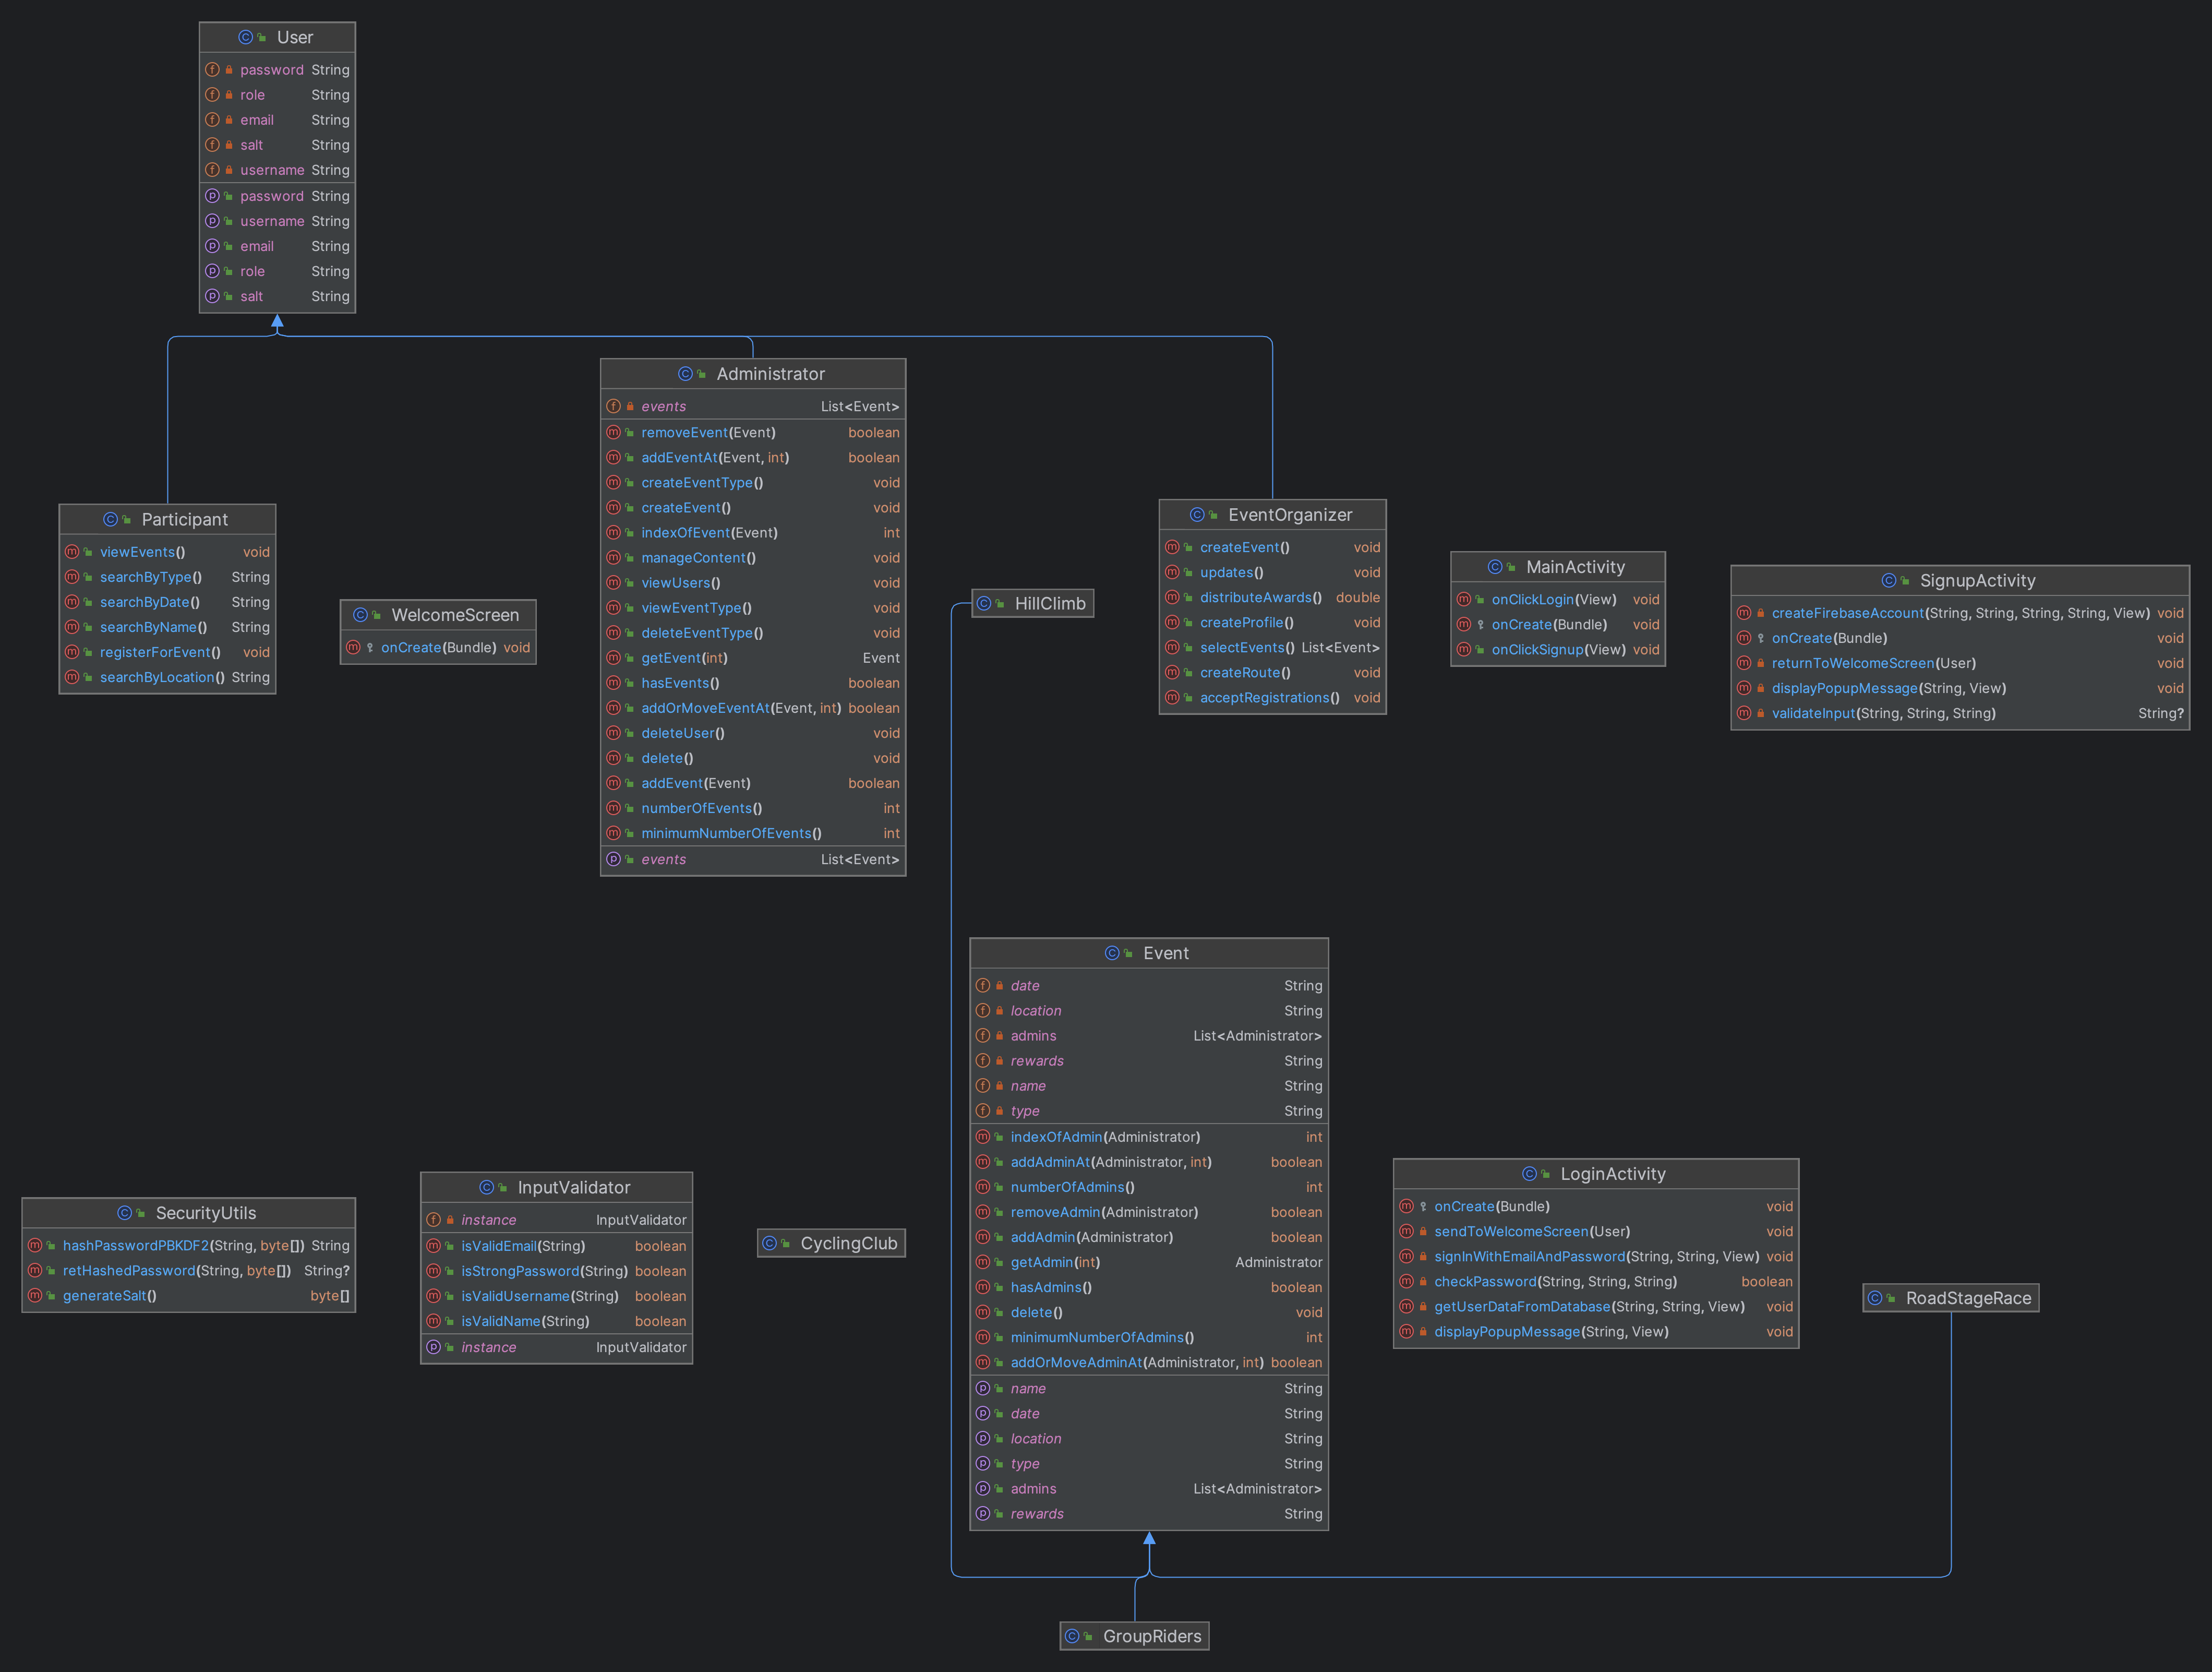 User
password String
role String
email String
salt String
username String
password String
username String
email String
role String
salt String
Administrator
events List<Event>
removeEvent(Event) boolean
addEventAt(Event, int) boolean
createEventType() void
createEvent() void
indexOfEvent(Event) int
manageContent() void
viewUsers() void
viewEventType() void
deleteEventType() void
getEvent(int) Event
hasEvents() boolean
addOrMoveEventAt(Event, int) boolean
deleteUser() void
delete() void
addEvent(Event) boolean
numberOfEvents() int
minimumNumberOfEvents() int
events List<Event>
Participant
viewEvents() void
searchByType() String
searchByDate() String
searchByName() String
registerForEvent() void
searchByLocation() String
WelcomeScreen
onCreate(Bundle) void
HillClimb
EventOrganizer
createEvent() void
updates() void
distributeAwards() double
createProfile() void
selectEvents() List<Event>
createRoute() void
acceptRegistrations() void
MainActivity
onClickLogin(View) void
onCreate(Bundle) void
onClickSignup(View) void
SignupActivity
createFirebaseAccount(String, String, String, String, View) void
onCreate(Bundle) void
returnToWelcomeScreen(User) void
displayPopupMessage(String, View) void
validateInput(String, String, String) String?
Event
date String
location String
admins List<Administrator>
rewards String
name String
type String
indexOfAdmin(Administrator) int
addAdminAt(Administrator, int) boolean
numberOfAdmins() int
removeAdmin(Administrator) boolean
addAdmin(Administrator) boolean
getAdmin(int) Administrator
hasAdmins() boolean
delete() void
minimumNumberOfAdmins() int
addOrMoveAdminAt(Administrator, int) boolean
name String
date String
location String
type String
admins List<Administrator>
rewards String
SecurityUtils
hashPasswordPBKDF2(String, byte[]) String
retHashedPassword(String, byte[]) String?
generateSalt() byte[]
InputValidator
instance InputValidator
isValidEmail(String) boolean
isStrongPassword(String) boolean
isValidUsername(String) boolean
isValidName(String) boolean
instance InputValidator
CyclingClub
LoginActivity
onCreate(Bundle) void
sendToWelcomeScreen(User) void
signInWithEmailAndPassword(String, String, View) void
checkPassword(String, String, String) boolean
getUserDataFromDatabase(String, String, View) void
displayPopupMessage(String, View) void
RoadStageRace
GroupRiders